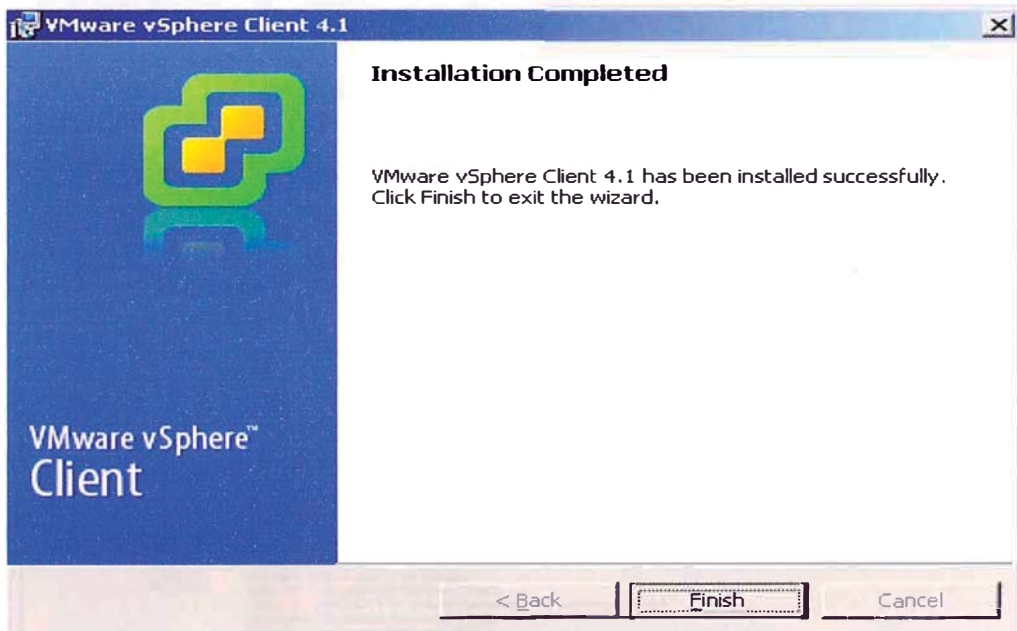 VMware vSphere Client 4.1
Installation Completed
VMware vSphere Client 4.1 has been installed successfully.
Click Finish to exit the wizard.
VMware vSphere™
Client
< Back
Finish
Cancel